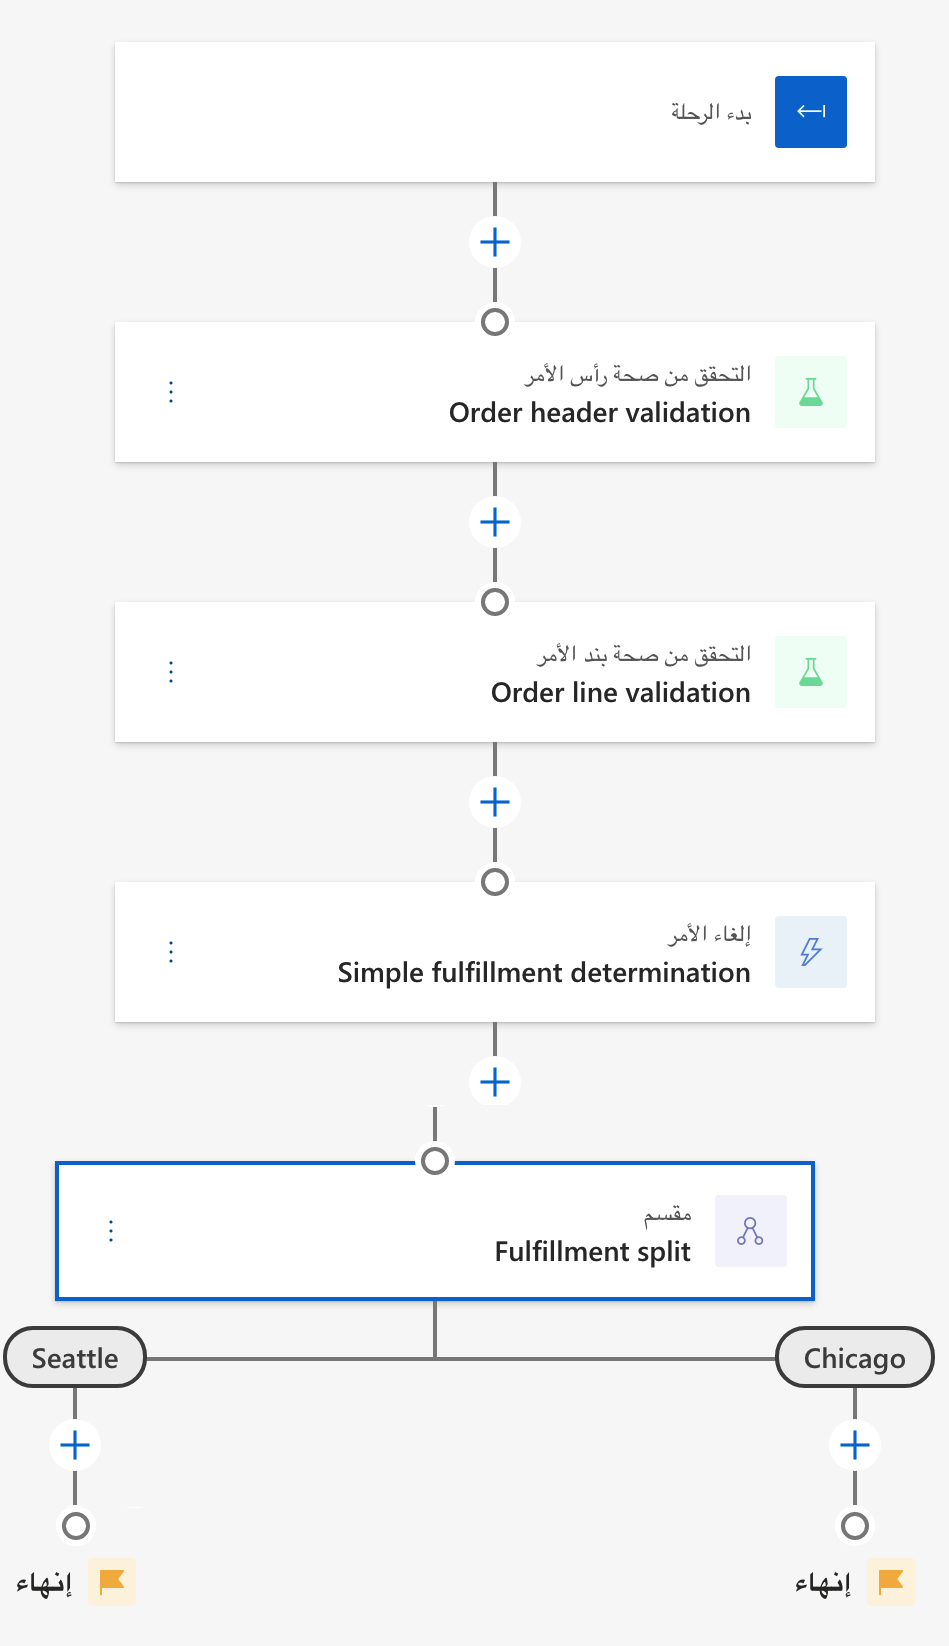 بدء الرحلة
التحقق من صحة رأس الأمر
Order header validation
التحقق من صحة بند الأمر
Order line validation
إلغاء الأمر
Simple fulfillment determination
مقسم
Fulfillment split
Chicago
Seattle
إنهاء
إنهاء